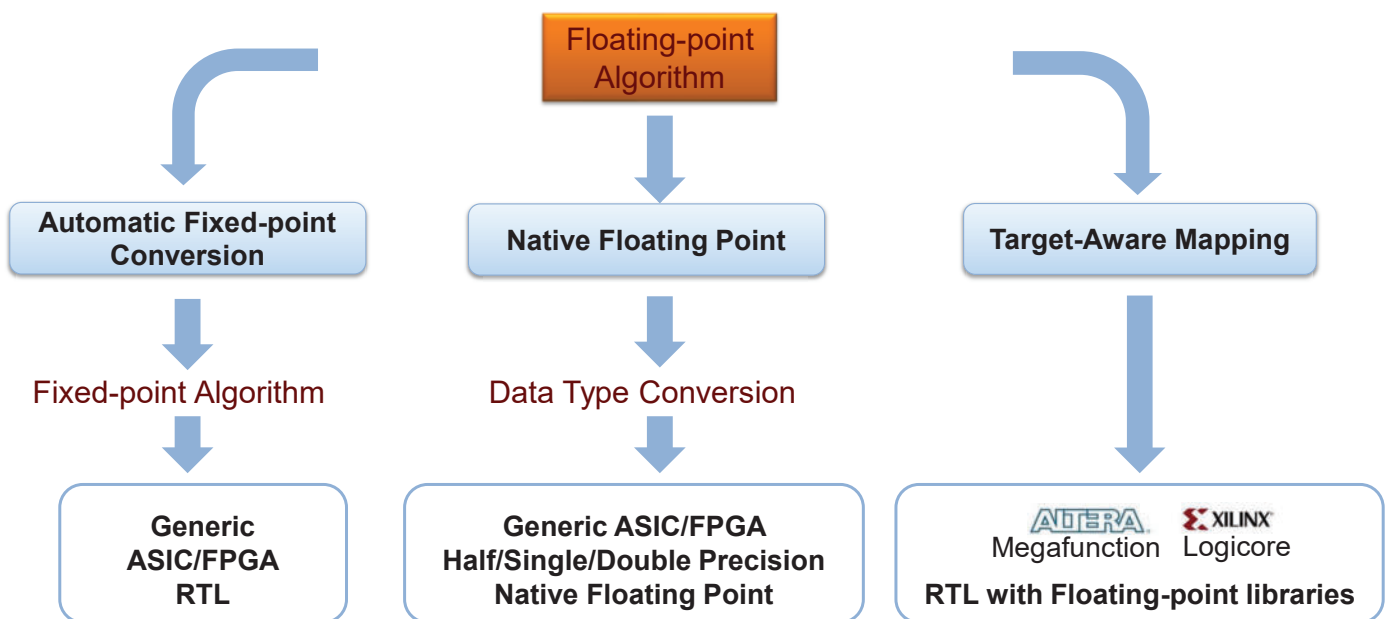 Floating-point
Algorithm
Automatic Fixed-point
Conversion
Native Floating Point
Target-Aware Mapping
Fixed-point Algorithm
Data Type Conversion
Generic
ASIC/FPGA
RTL
Generic ASIC/FPGA
Half/Single/Double Precision
Native Floating Point
ALTERA
Megafunction
XILINX
Logicore
RTL with Floating-point libraries